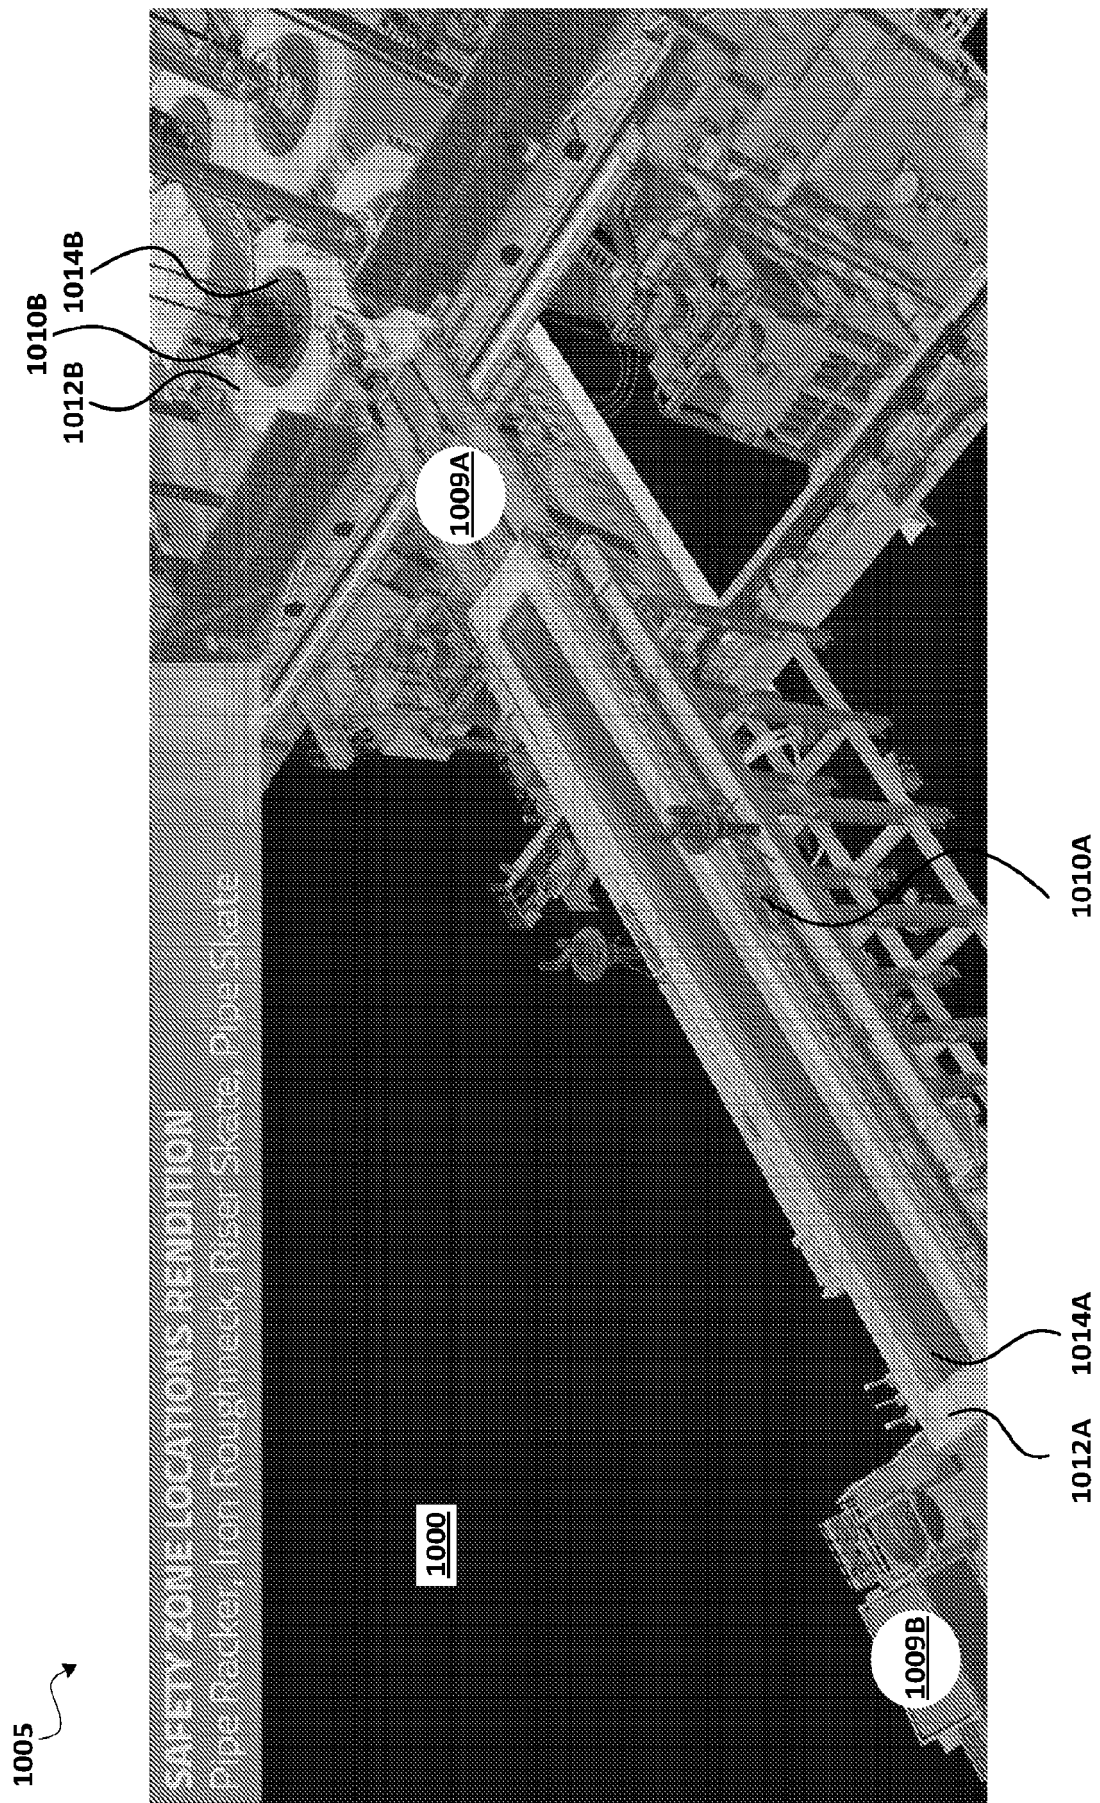 1005
SAFETY ZONE LOCATIONS RENDITION
Pipe Racker, Iron Roughneck, Riser Skate, Pipe Skate
1012B
1010B
1014B
1000
1009A
1009B
1012A
1014A
1010A